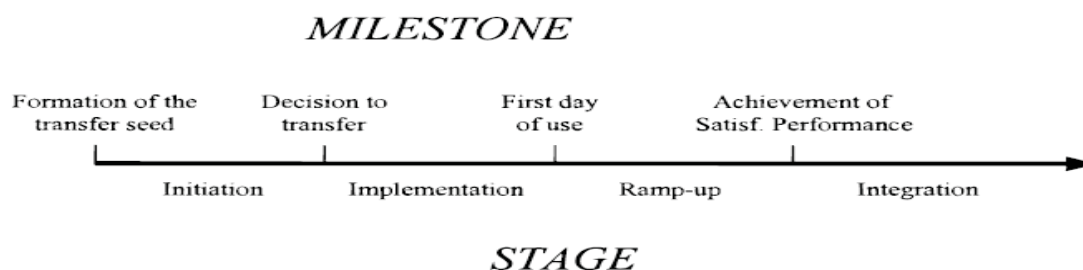 MILESTONE
Formation of the Decision to First day Achievement of
transfer seed transfer of use Satisf. Performance
Initiation Implementation Ramp-up Integration
STAGE